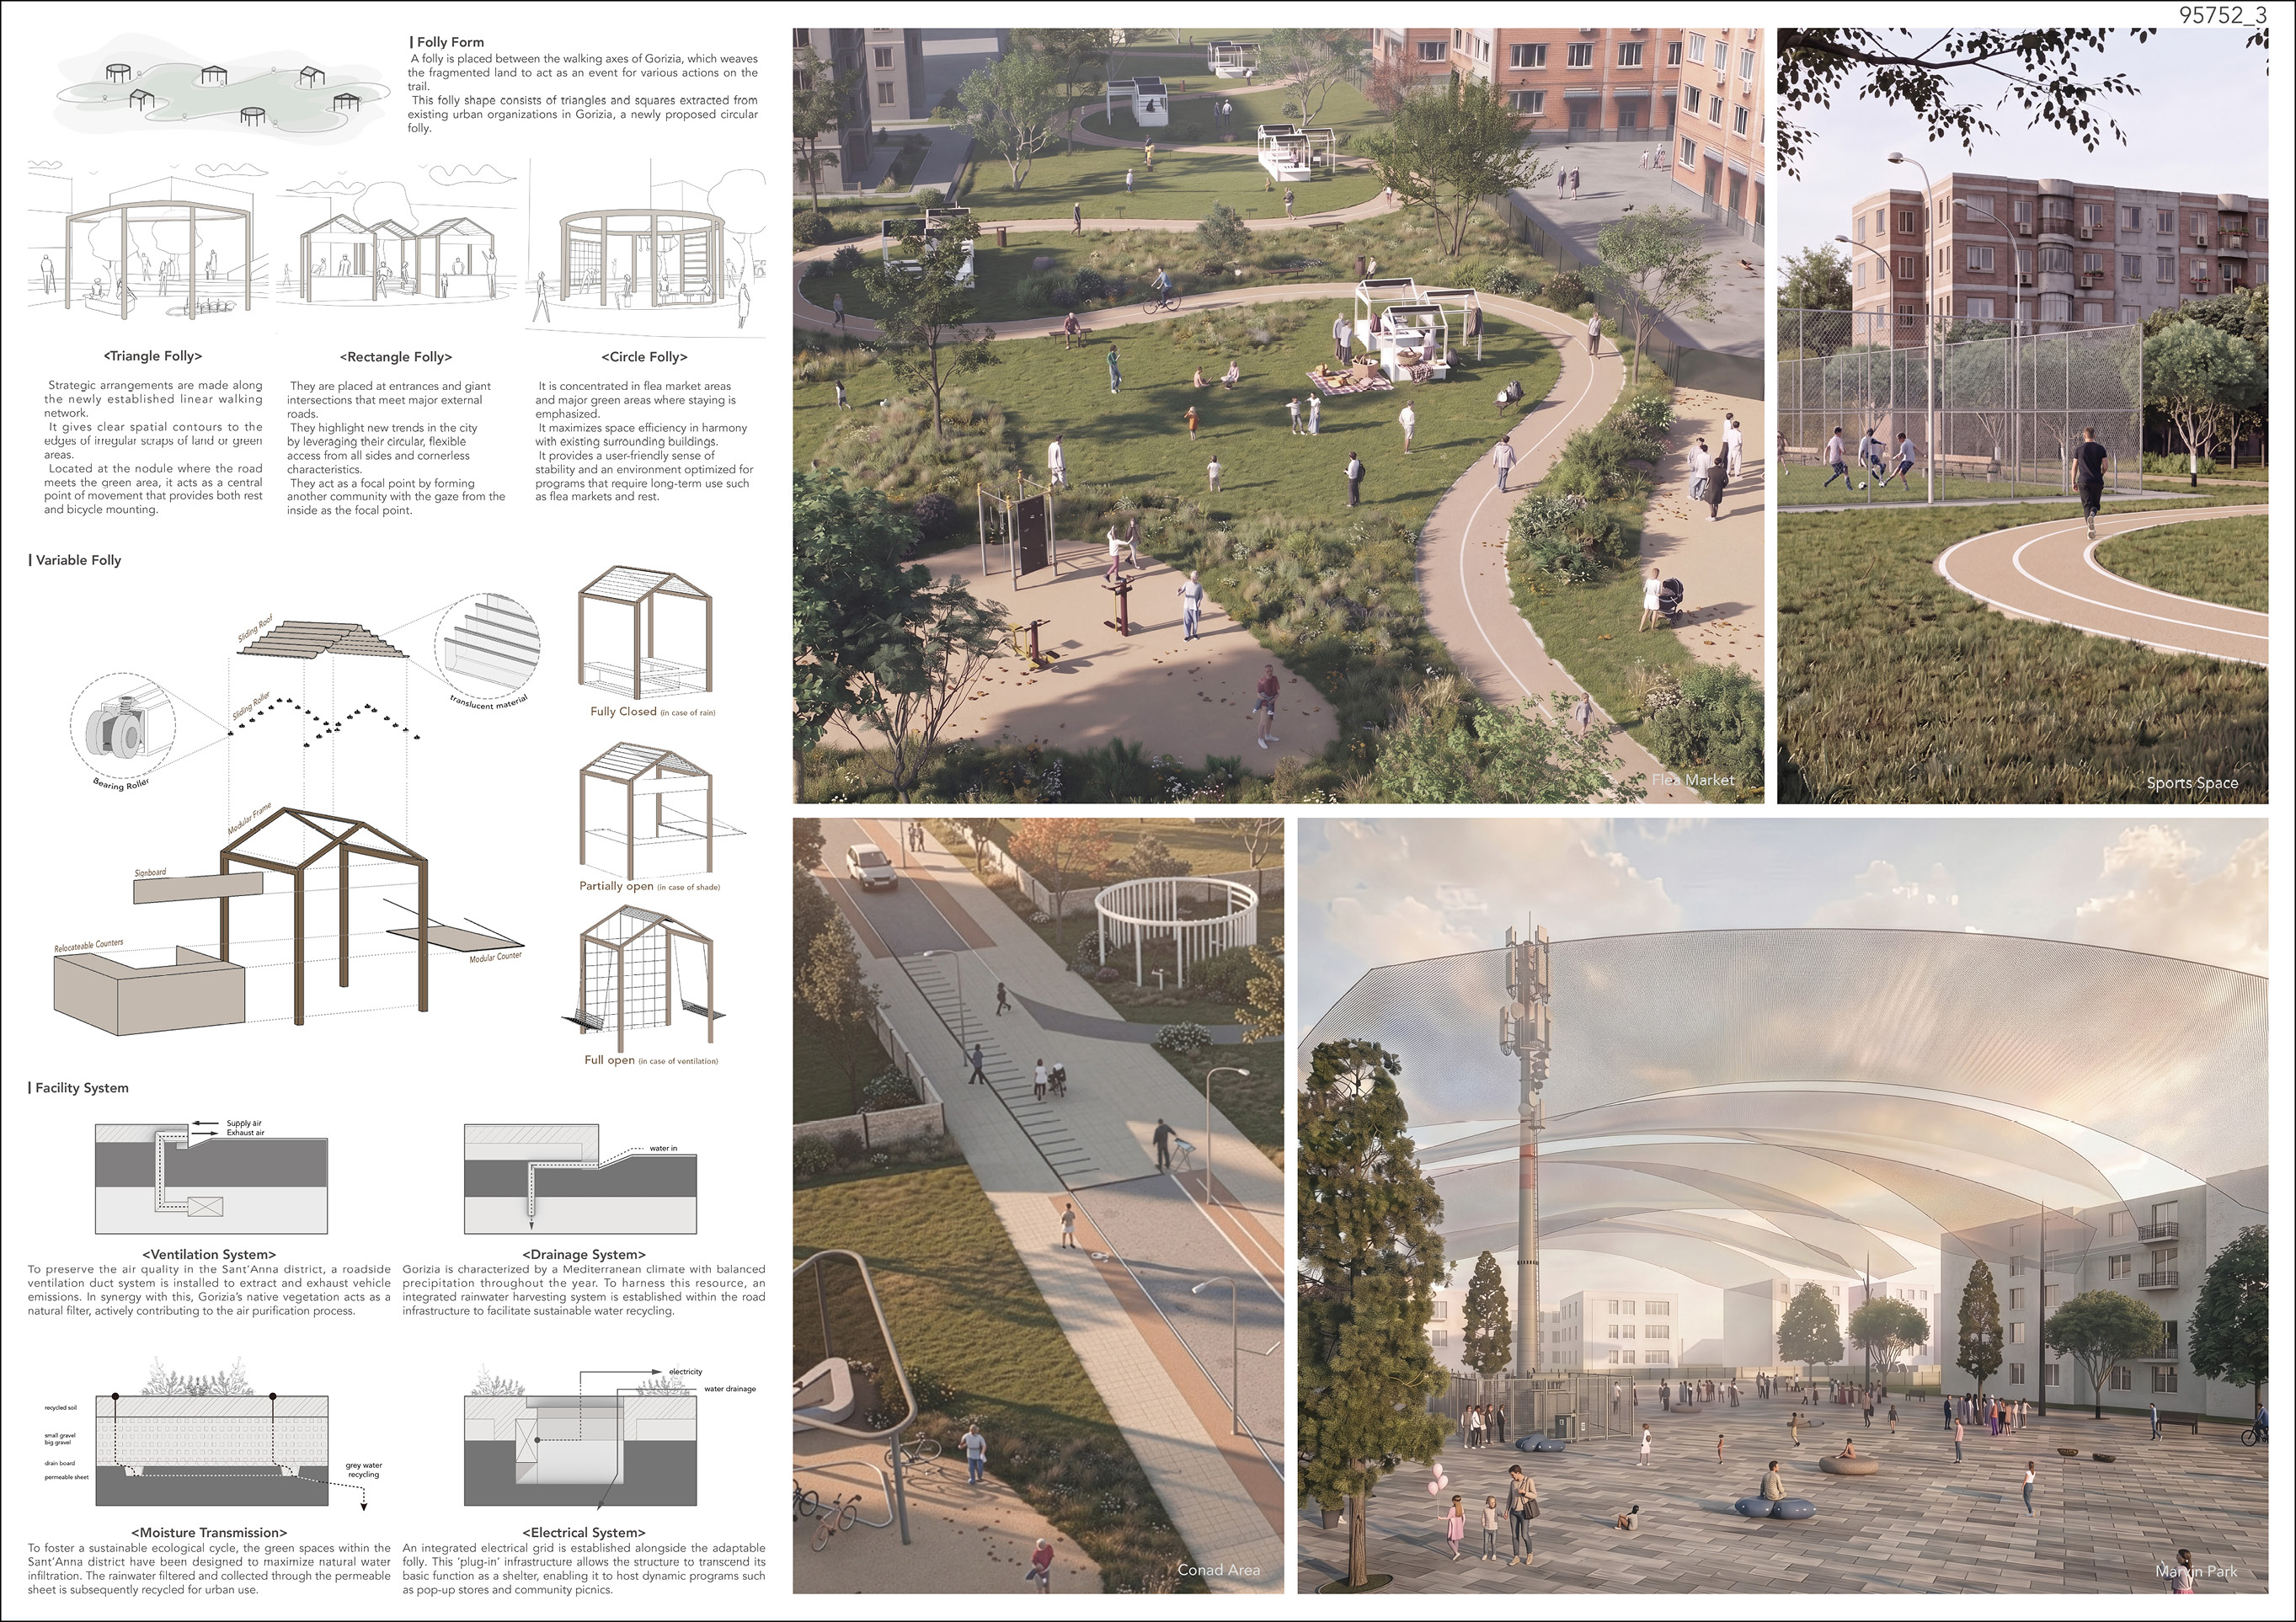 95752_3
Folly Form
A folly is placed between the walking axes of Gorizia, which weaves
the fragmented land to act as an event for various actions on the
trail.
This folly shape consists of triangles and squares extracted from
existing urban organizations in Gorizia, a newly proposed circular
folly.
<Triangle Folly>
Strategic arrangements are made along
the newly established linear walking
network.
It gives clear spatial contours to the
edges of irregular scraps of land or green
areas.
Located at the nodule where the road
meets the green area, it acts as a central
point of movement that provides both rest
and bicycle mounting.
<Rectangle Folly>
They are placed at entrances and giant
intersections that meet major external
roads.
They highlight new trends in the city
by leveraging their circular, flexible
access from all sides and cornerless
characteristics.
They act as a focal point by forming
another community with the gaze from the
inside as the focal point.
<Circle Folly>
It is concentrated in flea market areas
and major green areas where staying is
emphasized.
It maximizes space efficiency in harmony
with existing surrounding buildings.
It provides a user-friendly sense of
stability and an environment optimized for
programs that require long-term use such
as flea markets and rest.
Variable Folly
Sliding Roof
translucent material
Sliding Roller
Bearing Roller
Modular Frame
Signboard
Relocateable Counters
Modular Counter
Fully Closed (in case of rain)
Partially open (in case of shade)
Full open (in case of ventilation)
Facility System
Supply air
Exhaust air
<Ventilation System>
To preserve the air quality in the Sant'Anna district, a roadside
ventilation duct system is installed to extract and exhaust vehicle
emissions. In synergy with this, Gorizia's native vegetation acts as a
natural filter, actively contributing to the air purification process.
water in
<Drainage System>
Gorizia is characterized by a Mediterranean climate with balanced
precipitation throughout the year. To harness this resource, an
integrated rainwater harvesting system is established within the road
infrastructure to facilitate sustainable water recycling.
recycled soil
small gravel
big gravel
drain board
permeable sheet
grey water
recycling
<Moisture Transmission>
To foster a sustainable ecological cycle, the green spaces within the
Sant'Anna district have been designed to maximize natural water
infiltration. The rainwater filtered and collected through the permeable
sheet is subsequently recycled for urban use.
electricity
water drainage
<Electrical System>
An integrated electrical grid is established alongside the adaptable
folly. This 'plug-in' infrastructure allows the structure to transcend its
basic function as a shelter, enabling it to host dynamic programs such
as pop-up stores and community picnics.
Flea Market
Sports Space
Conad Area
Marvin Park